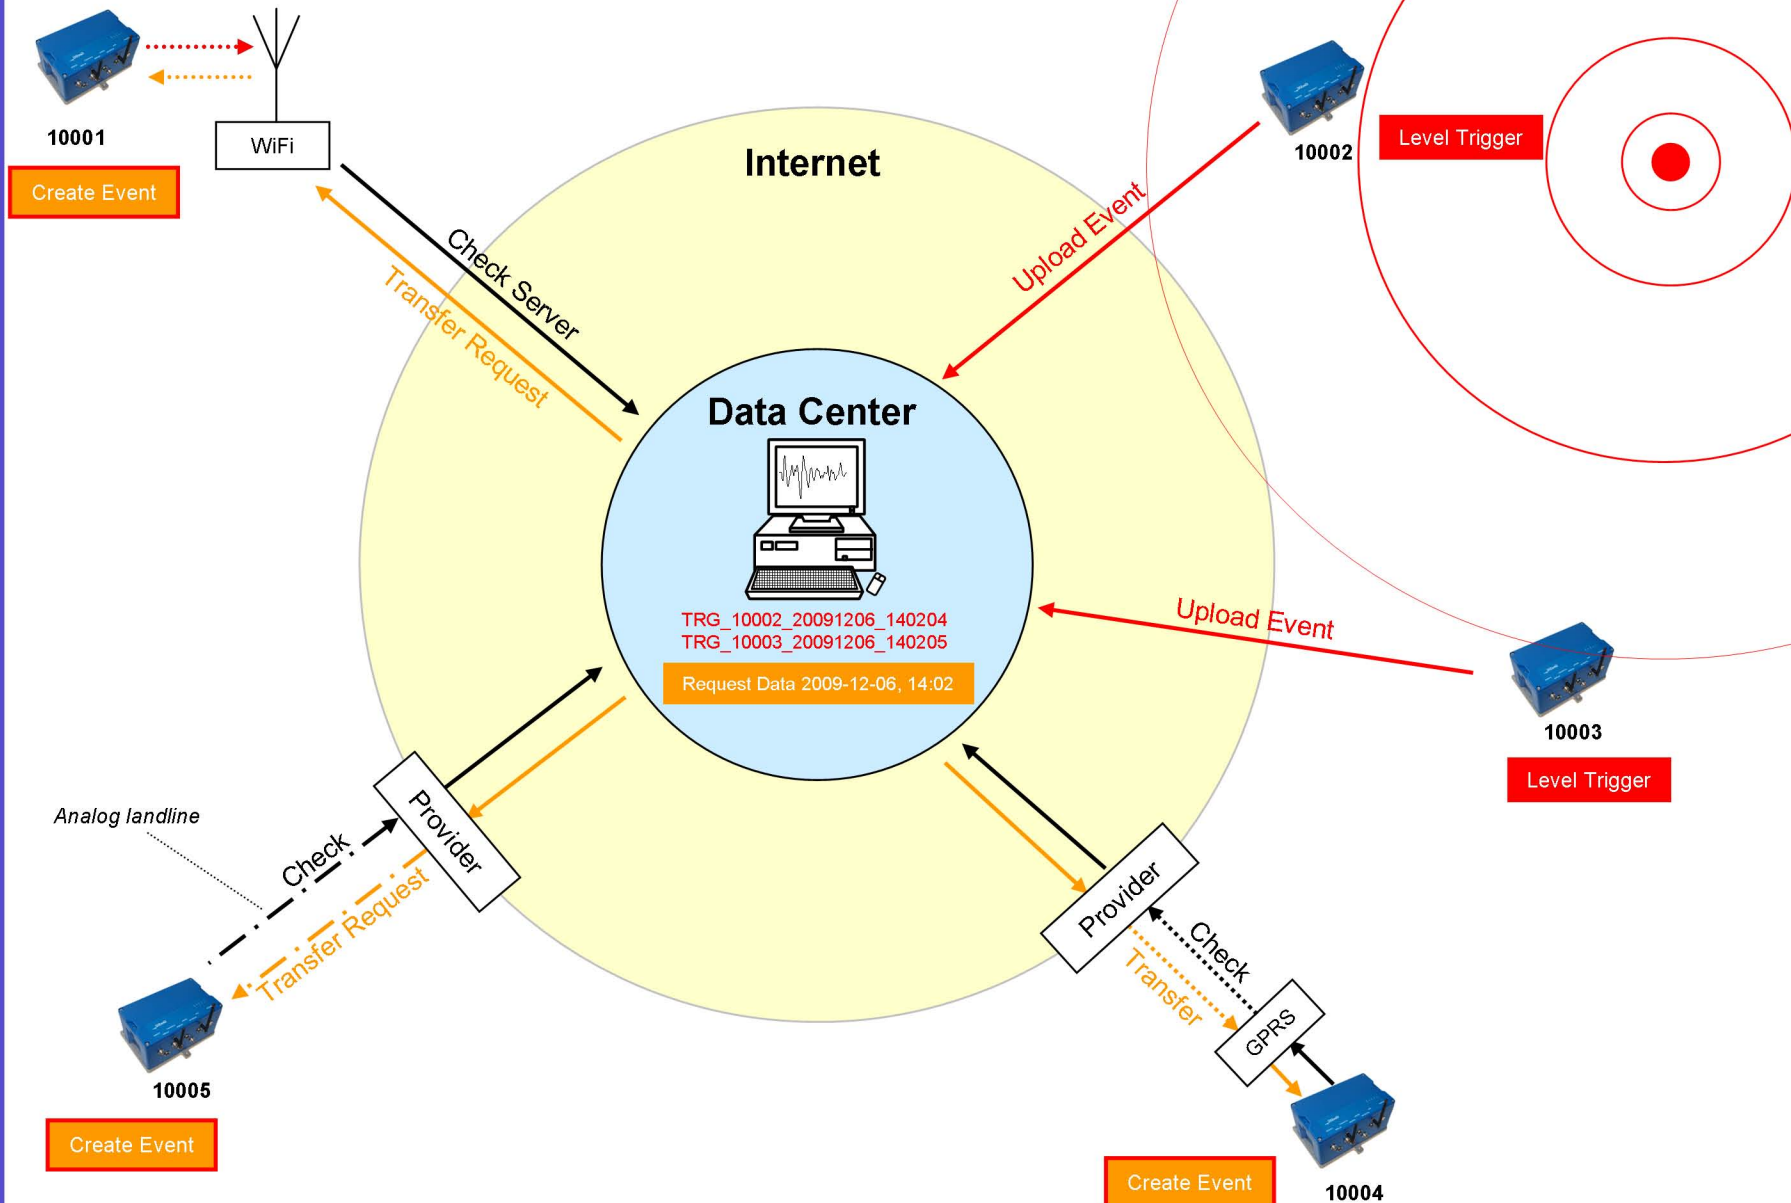 10001
WiFi
Create Event
Internet
10002
Level Trigger
Check Server
Transfer Request
Upload Event
Data Center
TRG_10002_20091206_140204
TRG_10003_20091206_140205
Request Data 2009-12-06, 14:02
Upload Event
10003
Level Trigger
Analog landline
Check
Provider
Transfer Request
10005
Create Event
Provider
Check
Transfer
GPRS
Create Event
10004